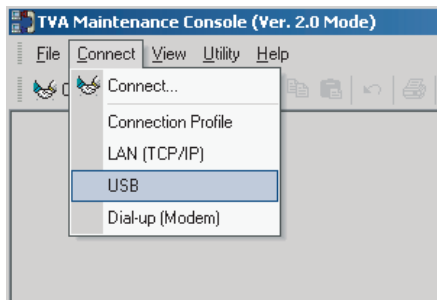 TVA Maintenance Console (Ver. 2.0 Mode)
File Connect View Utility Help
Connect...
Connection Profile
LAN (TCP/IP)
USB
Dial-up (Modem)